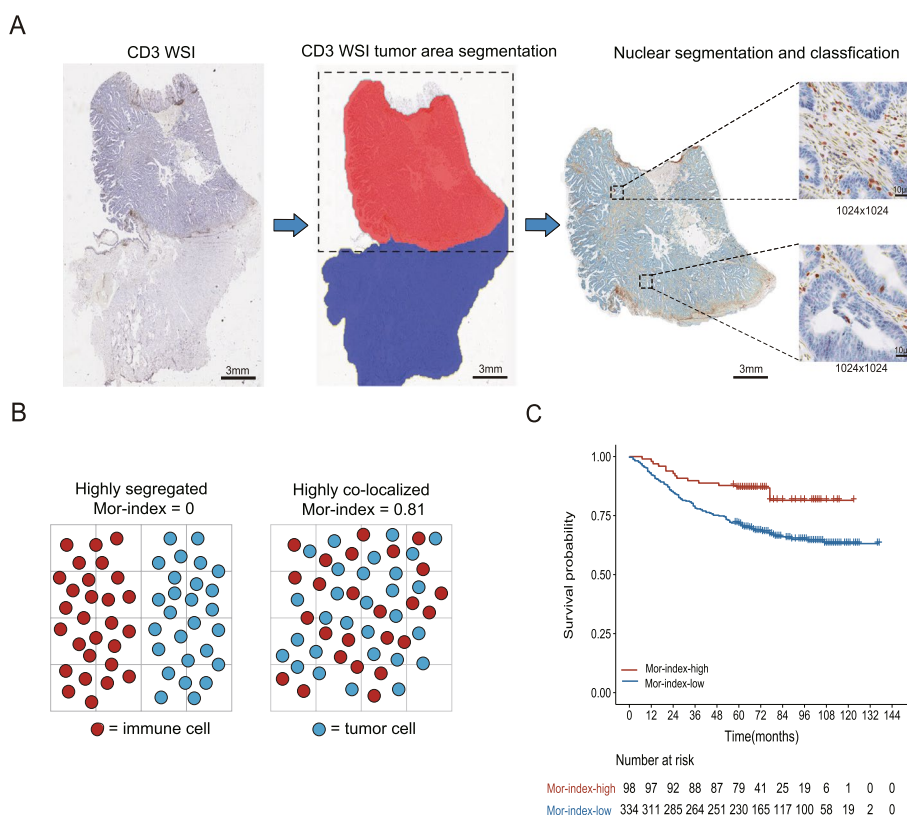 A
CD3 WSI
CD3 WSI tumor area segmentation
Nuclear segmentation and classfication
3mm
3mm
3mm
10μ
1024x1024
10μ
1024x1024
B
Highly segregated
Mor-index = 0
Highly co-localized
Mor-index = 0.81
= immune cell
= tumor cell
C
Survival probability
1.00
0.75
0.50
0.25
0.00
Mor-index-high
Mor-index-low
0 12 24 36 48 60 72 84 96 108 120 132 144
Time(months)
Number at risk
Mor-index-high 98 97 92 88 87 79 41 25 19 6 1 0 0
Mor-index-low 334 311 285 264 251 230 165 117 100 58 19 2 0